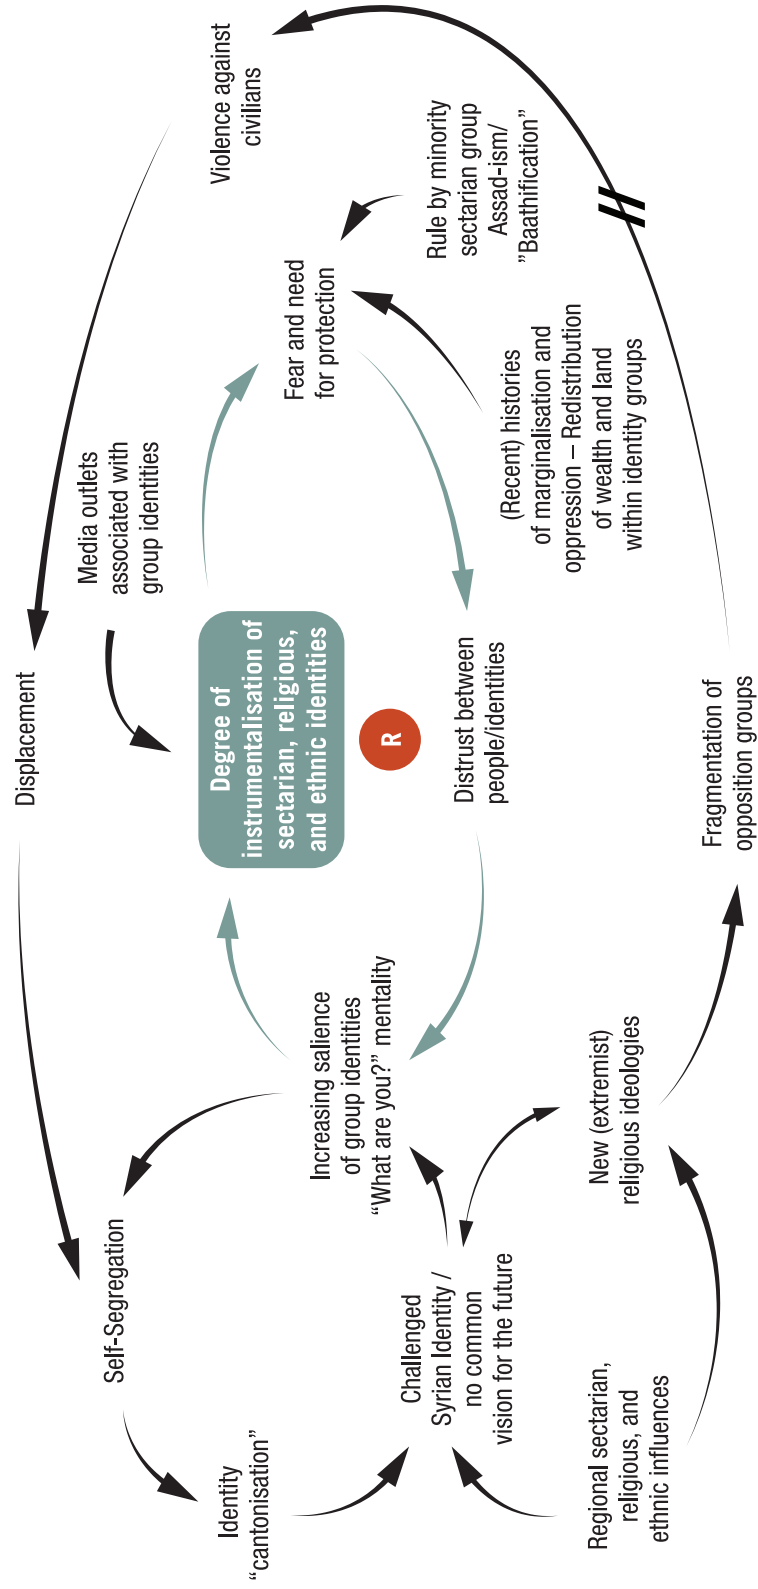 Displacement
Violence against
civilians
Media outlets
associated with
group identities
Self-Segregation
Identity
“cantonisation”
Degree of
instrumentalisation of
sectarian, religious,
and ethnic identities
R
Fear and need
for protection
Rule by minority
sectarian group
Assad-ism/
”Baathification”
(Recent) histories
of marginalisation and
oppression – Redistribution
of wealth and land
within identity groups
Increasing salience
of group identities
“What are you?” mentality
Distrust between
people/identities
Challenged
Syrian Identity /
no common
vision for the future
Regional sectarian,
religious, and
ethnic influences
New (extremist)
religious ideologies
Fragmentation of
opposition groups